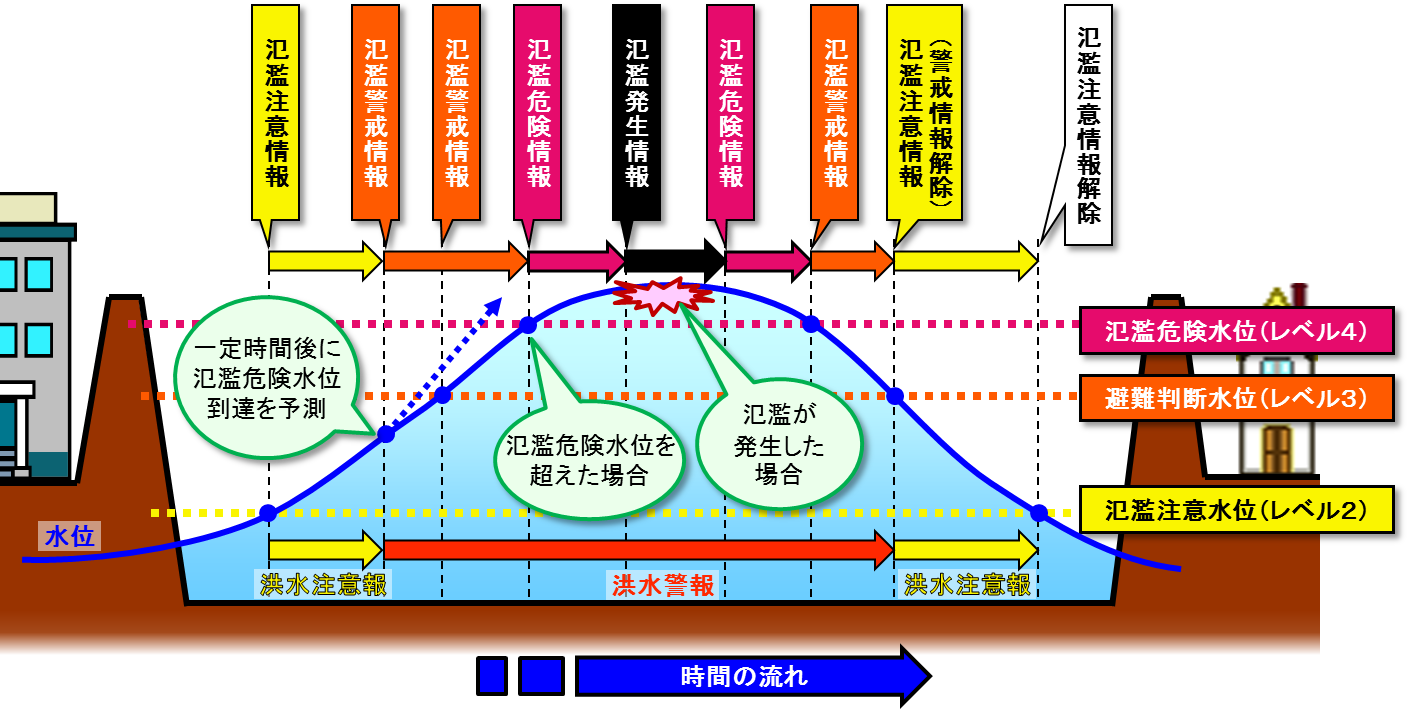 氾濫注意情報
氾濫警戒情報
氾濫警戒情報
氾濫危険情報
氾濫発生情報
氾濫危険情報
氾濫警戒情報
（警戒情報解除）
氾濫注意情報
氾濫注意情報解除
一定時間後に
氾濫危険水位
到達を予測
氾濫危険水位を
超えた場合
氾濫が
発生した
場合
氾濫危険水位（レベル４）
避難判断水位（レベル３）
氾濫注意水位（レベル２）
水位
洪水注意報
洪水警報
洪水注意報
時間の流れ